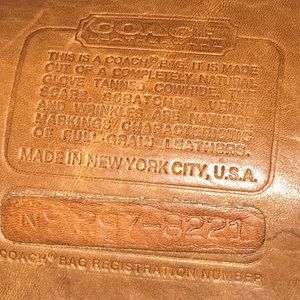 COACH
THIS IS A COACH® BAG. IT IS MADE
OUT OF A COMPLETELY NATURAL
GLOVE TANNED COWHIDE. THE
SCARS, SCRATCHES, VEINS
AND WRINKLES ARE NATURAL
MARKINGS CHARACTERISTIC
OF FULL-GRAIN LEATHERS.
MADE IN NEW YORK CITY, U.S.A.
Nº 297-8221
COACH® BAG REGISTRATION NUMBER